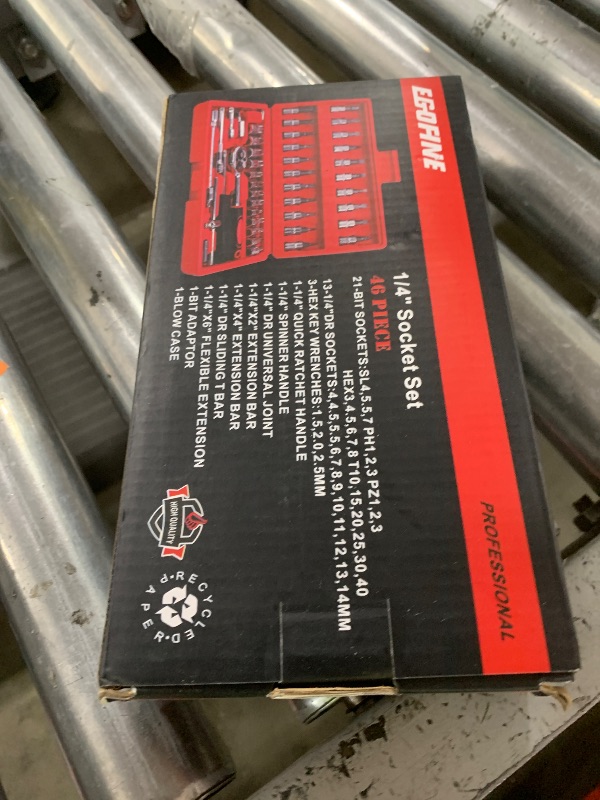 EGOFINE
PROFESSIONAL
1/4" Socket Set
46 PIECE
21-BIT SOCKETS:SL4,5.5,7 PH1,2,3 PZ1,2,3
HEX3,4,5,6,7,8 T10,15,20,25,30,40
13-1/4"DR SOCKETS:4,4.5,5,5.5,6,7,8,9,10,11,12,13,14MM
3-HEX KEY WRENCHES:1.5,2.0,2.5MM
1-1/4" QUICK RATCHET HANDLE
1-1/4" SPINNER HANDLE
1-1/4" DR UNIVERSAL JOINT
1-1/4"X2" EXTENSION BAR
1-1/4"X4" EXTENSION BAR
1-1/4" DR SLIDING T BAR
1-1/4"X6" FLEXIBLE EXTENSION
1-BIT ADAPTOR
1-BLOW CASE
HIGH QUALITY
RECYCLED PAPER